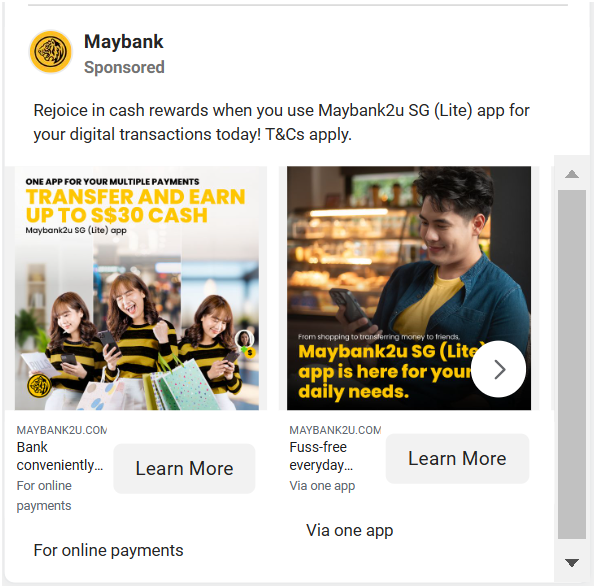 Maybank
Sponsored
Rejoice in cash rewards when you use Maybank2u SG (Lite) app for
your digital transactions today! T&Cs apply.
ONE APP FOR YOUR MULTIPLE PAYMENTS
TRANSFER AND EARN
UP TO S$30 CASH
Maybank2u SG (Lite) app
From shopping to transferring money to friends,
Maybank2u SG (Lite)
app is here for your
daily needs.
MAYBANK2U.COM
Bank
conveniently...
For online
payments
Learn More
For online payments
MAYBANK2U.COM
Fuss-free
everyday...
Via one app
Learn More
Via one app